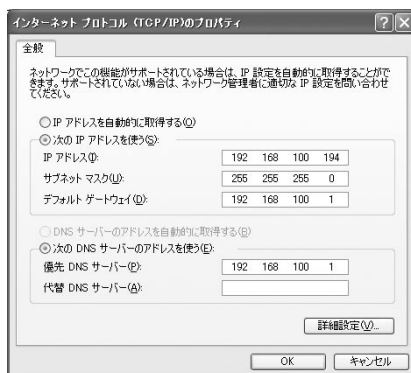 インターネット プロトコル (TCP/IP)のプロパティ
全般
ネットワークでこの機能がサポートされている場合は、IP 設定を自動的に取得することがで
きます。サポートされていない場合は、ネットワーク管理者に適切な IP 設定を問い合わせ
てください。
IP アドレスを自動的に取得する(O)
次の IP アドレスを使う(S):
IP アドレス(I): 192 168 100 194
サブネット マスク(U): 255 255 255 0
デフォルト ゲートウェイ(D): 192 168 100 1
DNS サーバーのアドレスを自動的に取得する(B)
次の DNS サーバーのアドレスを使う(E):
優先 DNS サーバー(P): 192 168 100 1
代替 DNS サーバー(A):
詳細設定(V)...
OK キャンセル